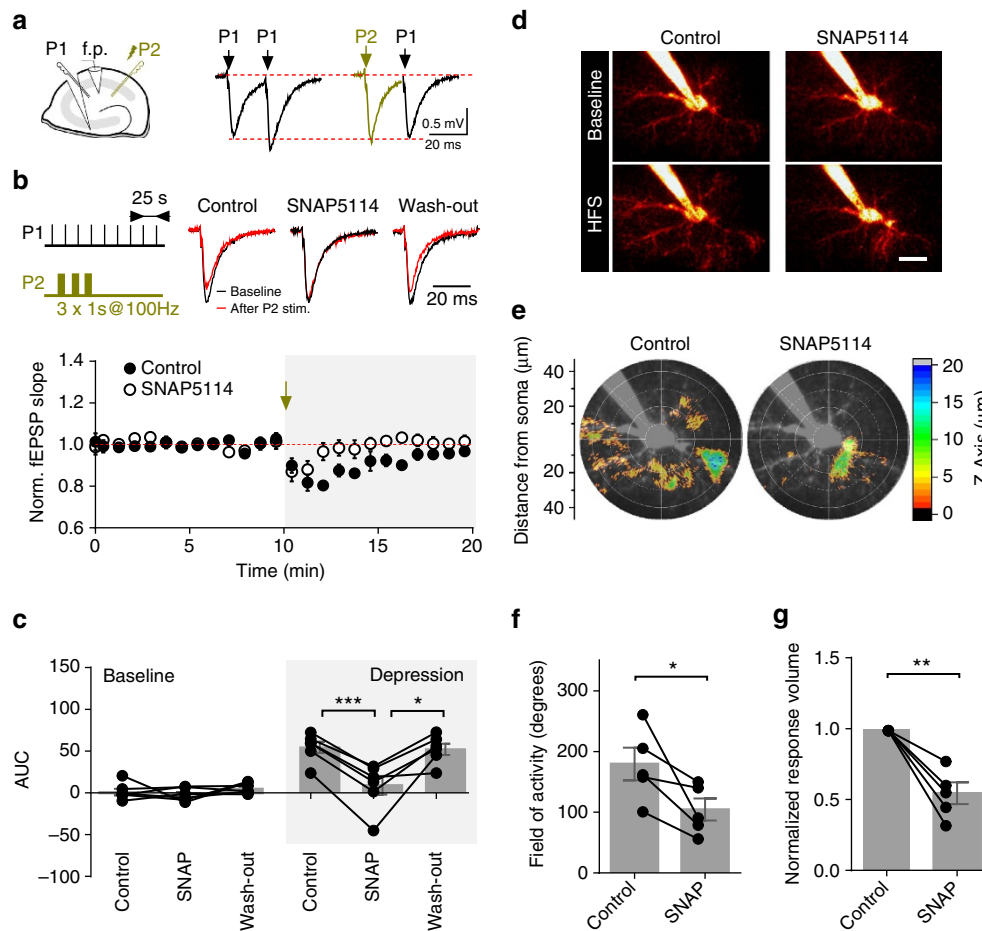 a
P1
f.p.
P2
P1
P1
P2
P1
0.5 mV
20 ms
b
25 s
P1
P2
3 x 1s@100Hz
Control
SNAP5114
Wash-out
Baseline
After P2 stim.
20 ms
Norm. fEPSP slope
1.4
1.2
1.0
0.8
0.6
Control
SNAP5114
0
5
10
15
20
Time (min)
c
AUC
150
100
50
0
−50
−100
Baseline
Depression
***
*
Control
SNAP
Wash-out
Control
SNAP
Wash-out
d
Control
SNAP5114
Baseline
HFS
e
Control
SNAP5114
Distance from soma (µm)
40
20
0
20
40
20
15
10
5
0
Z Axis (µm)
f
Field of activity (degrees)
300
200
100
0
*
Control
SNAP
g
Normalized response volume
1.5
1.0
0.5
0.0
**
Control
SNAP